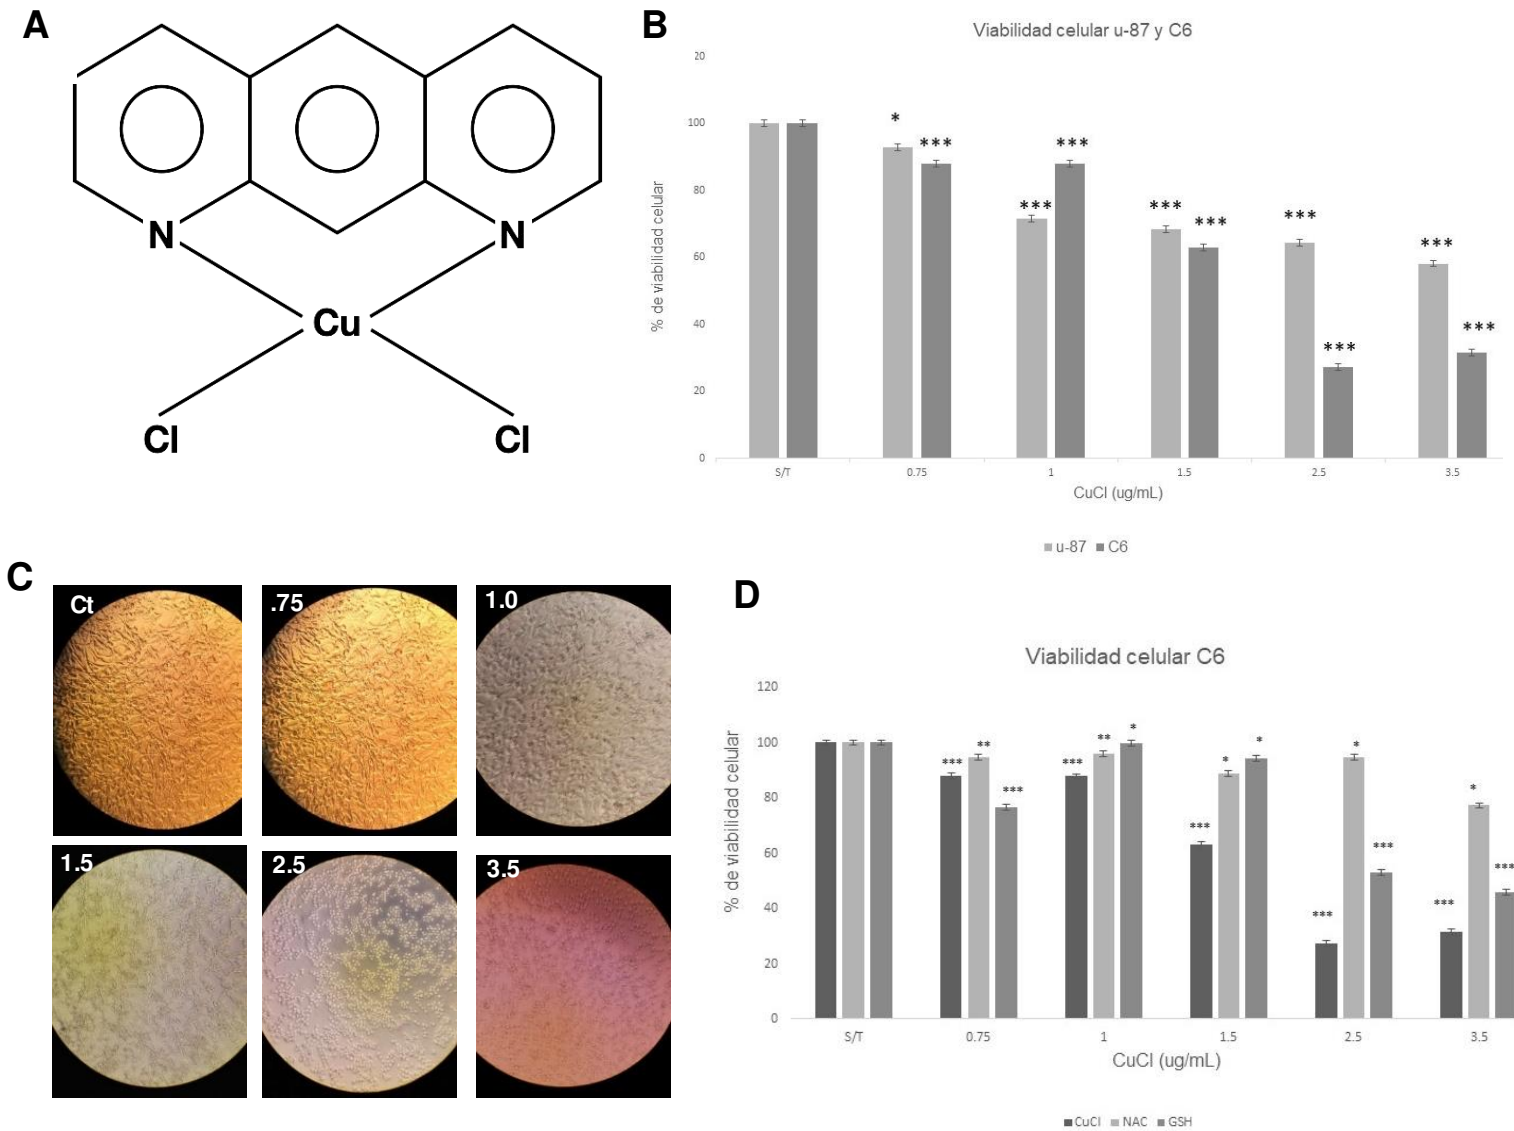 A
N N
Cu
Cl Cl
B
Viabilidad celular u-87 y C6
% de viabilidad celular
20
100
80
60
40
20
0
* *** *** *** *** *** *** *** *** ***
S/T 0.75 1 1.5 2.5 3.5
CuCl (ug/mL)
u-87 C6
C
Ct .75 1.0
1.5 2.5 3.5
D
Viabilidad celular C6
% de viabilidad celular
120
100
80
60
40
20
0
*** ** *** *** ** * *** * * *** * *** *** * ***
S/T 0.75 1 1.5 2.5 3.5
CuCl (ug/mL)
CuCl NAC GSH